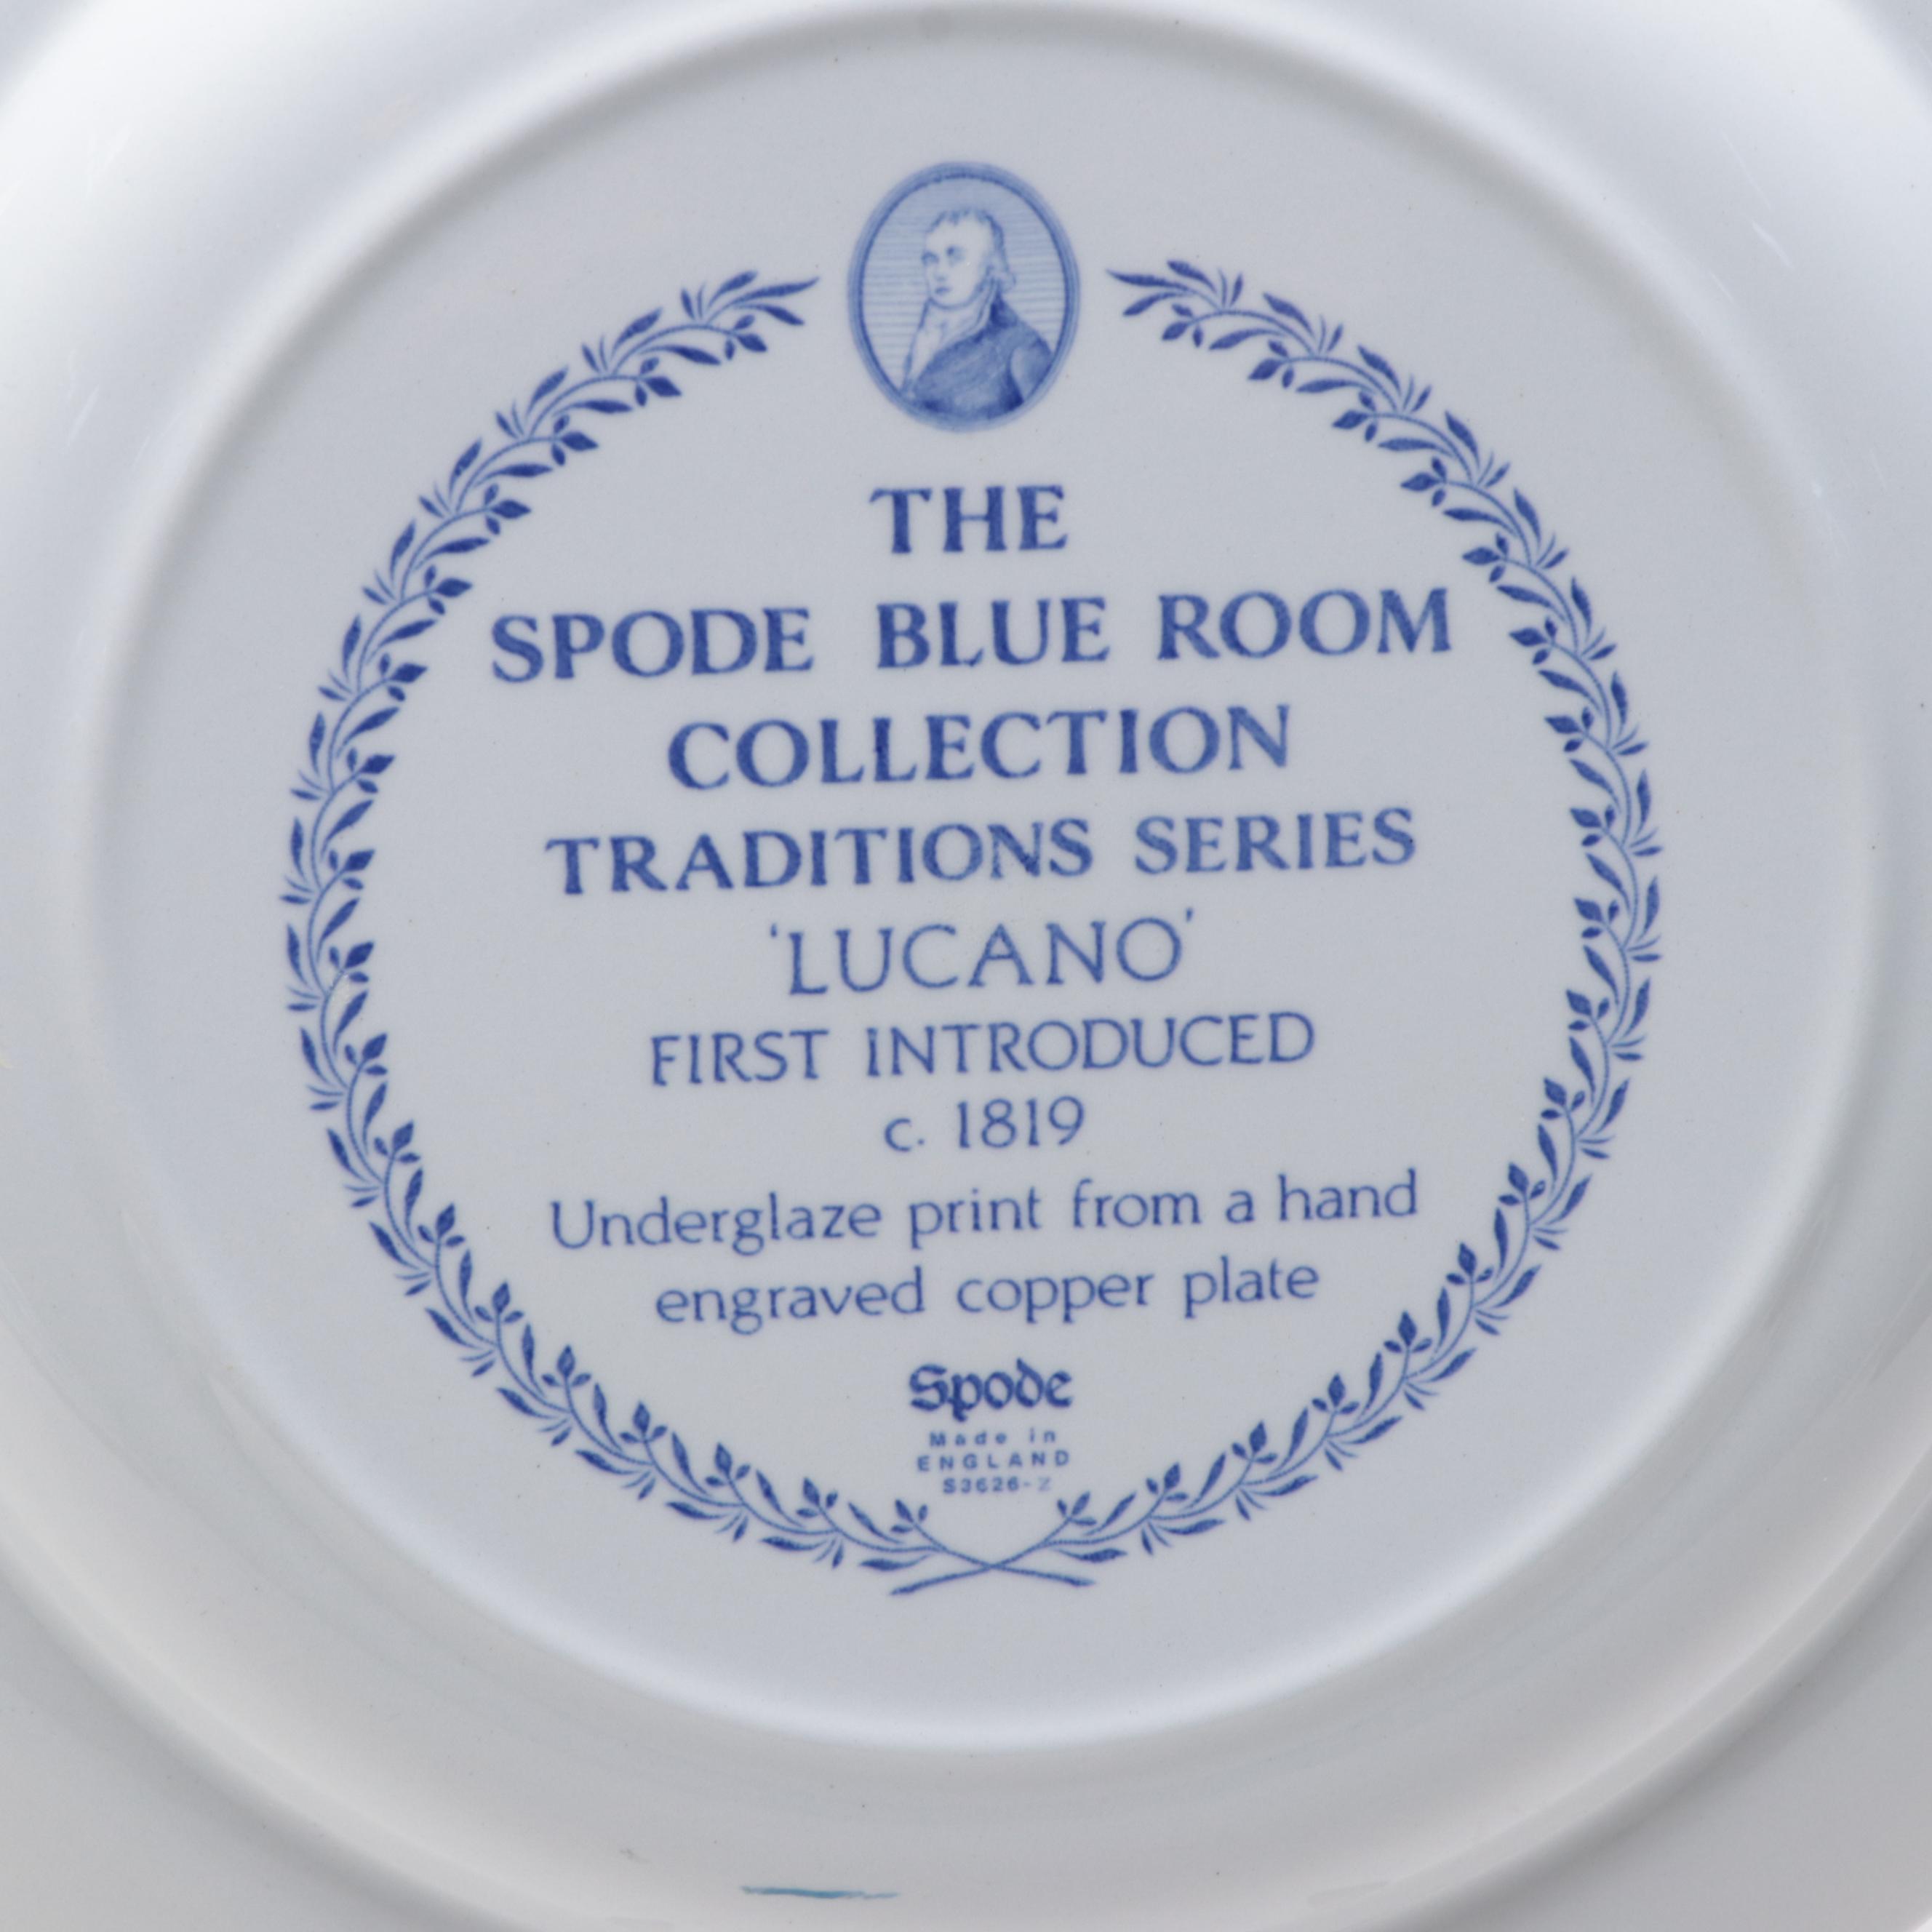 THE
SPODE BLUE ROOM
COLLECTION
TRADITIONS SERIES
'LUCANO'
FIRST INTRODUCED
c. 1819
Underglaze print from a hand
engraved copper plate
Spode
Made in
ENGLAND
S3626-Z